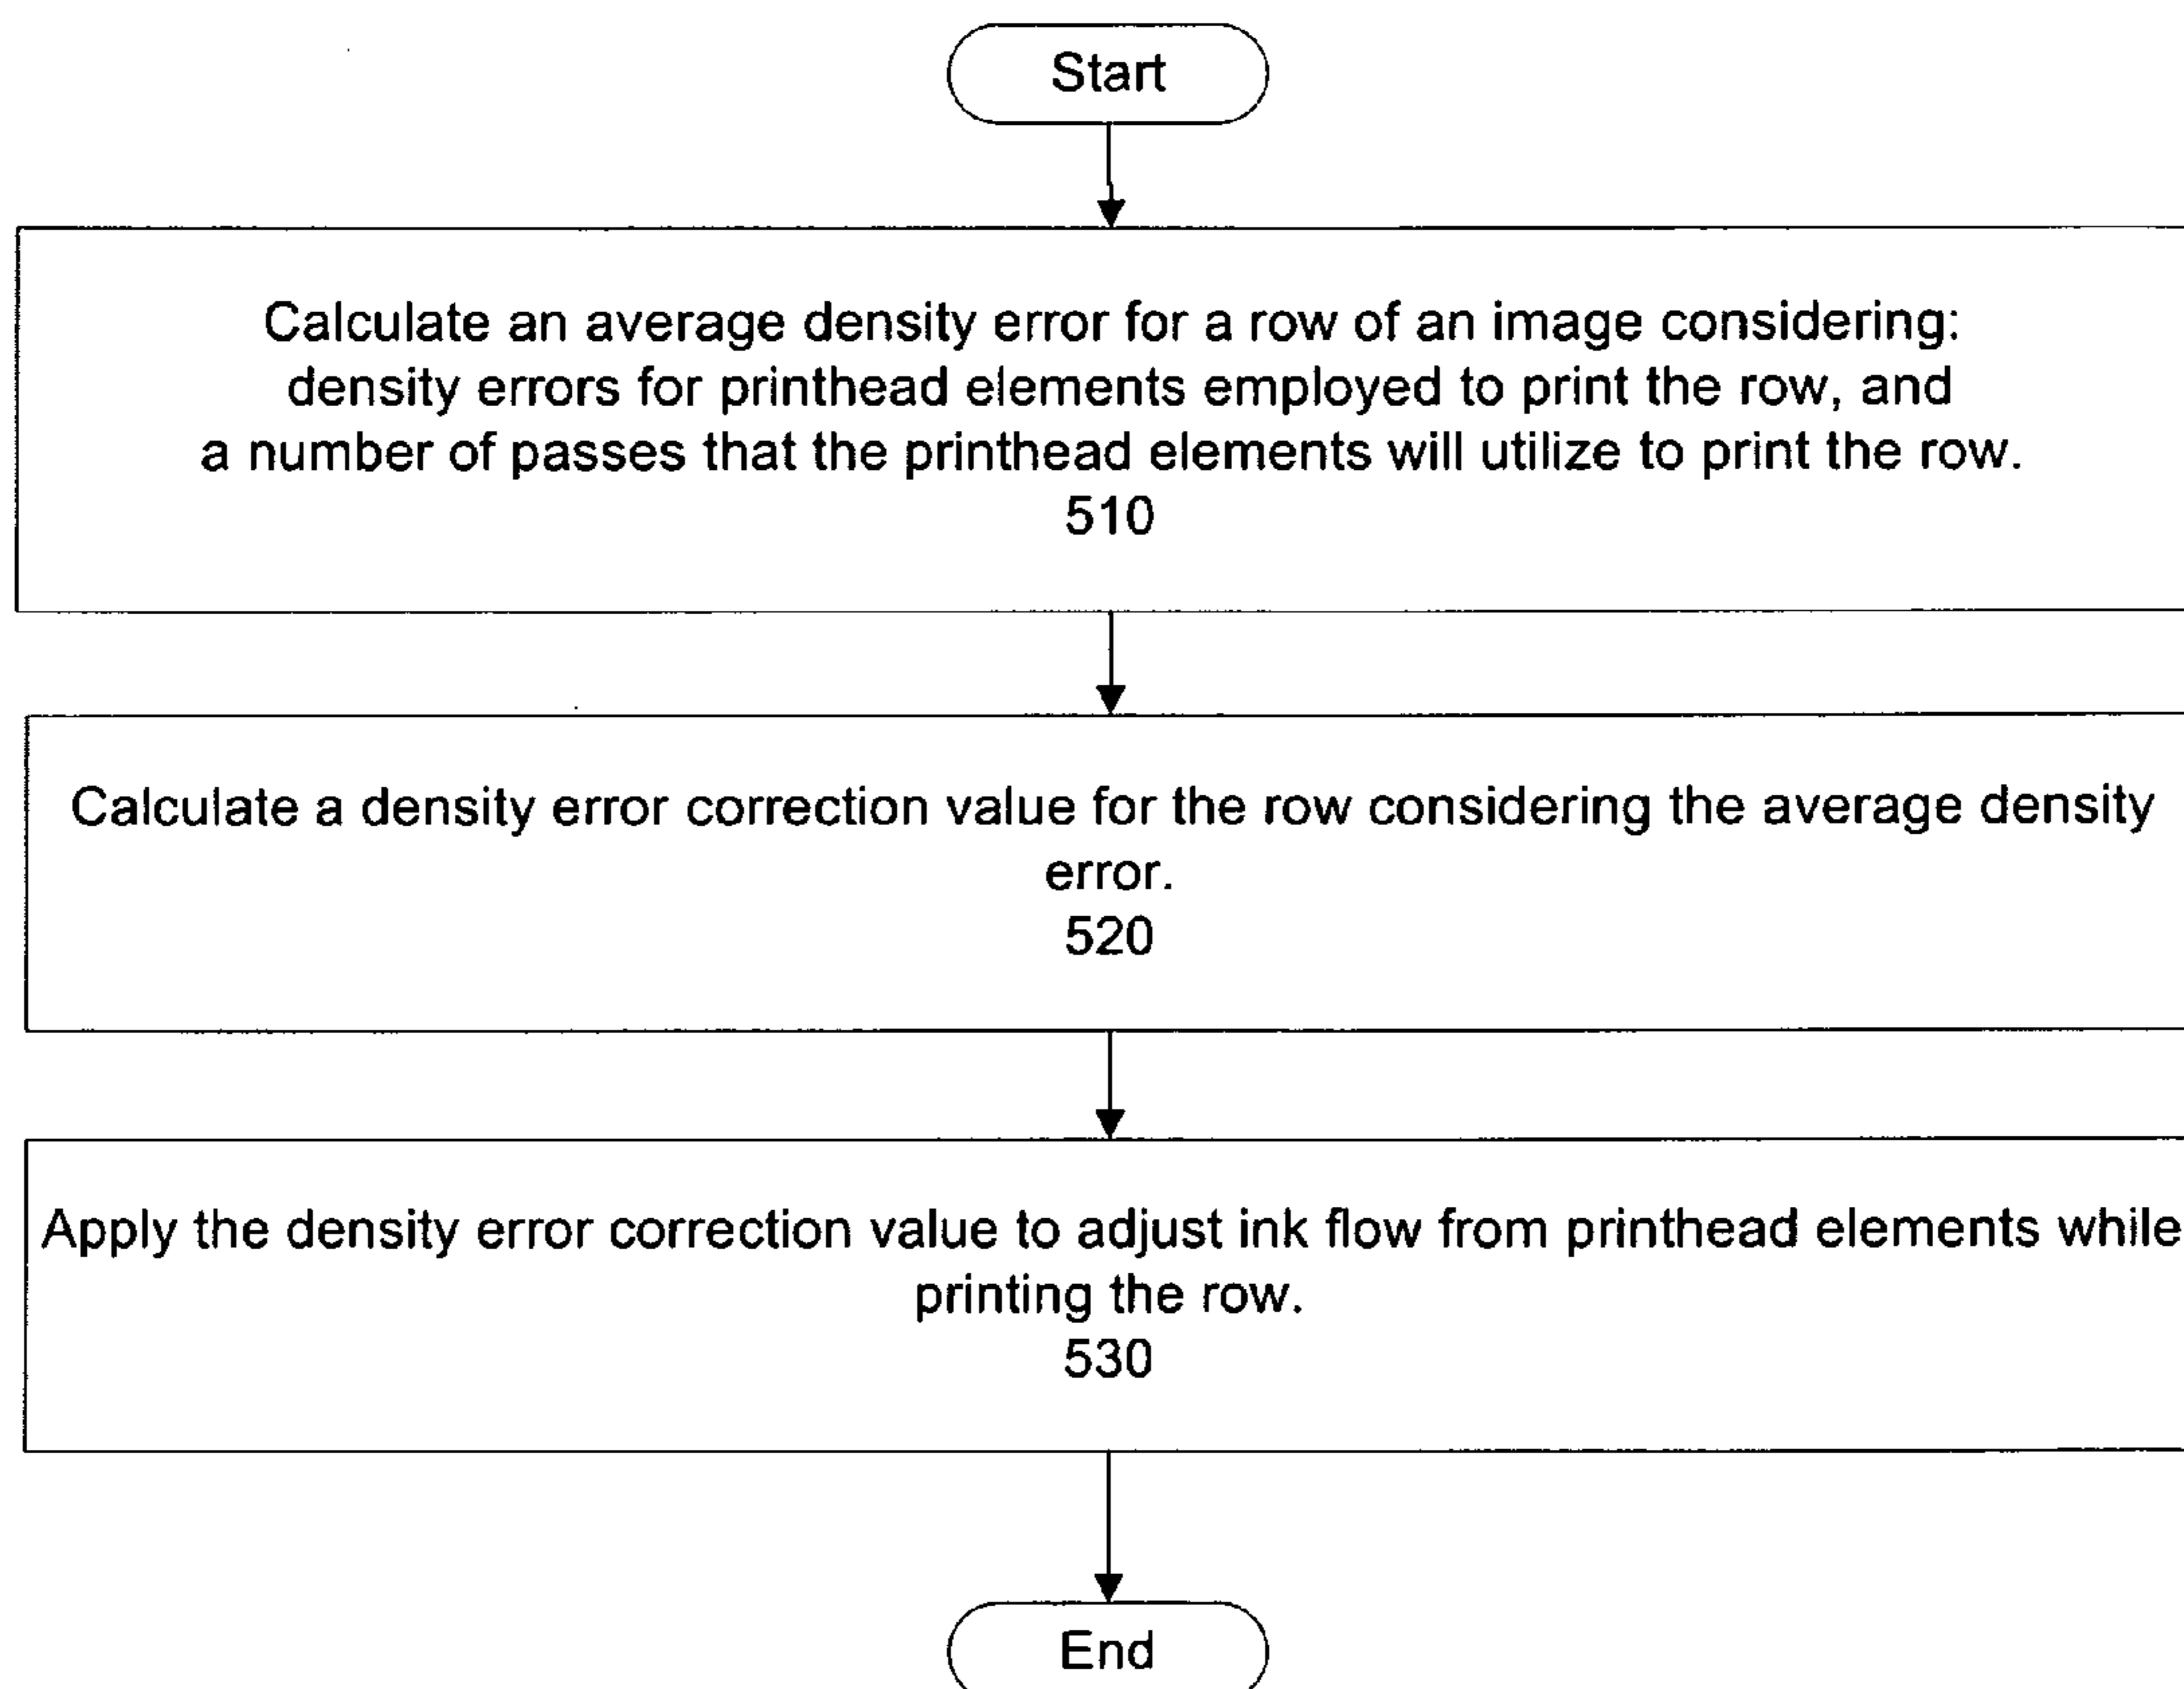 Start
Calculate an average density error for a row of an image considering:
density errors for printhead elements employed to print the row, and
a number of passes that the printhead elements will utilize to print the row.
510
Calculate a density error correction value for the row considering the average density
error.
520
Apply the density error correction value to adjust ink flow from printhead elements while
printing the row.
530
End